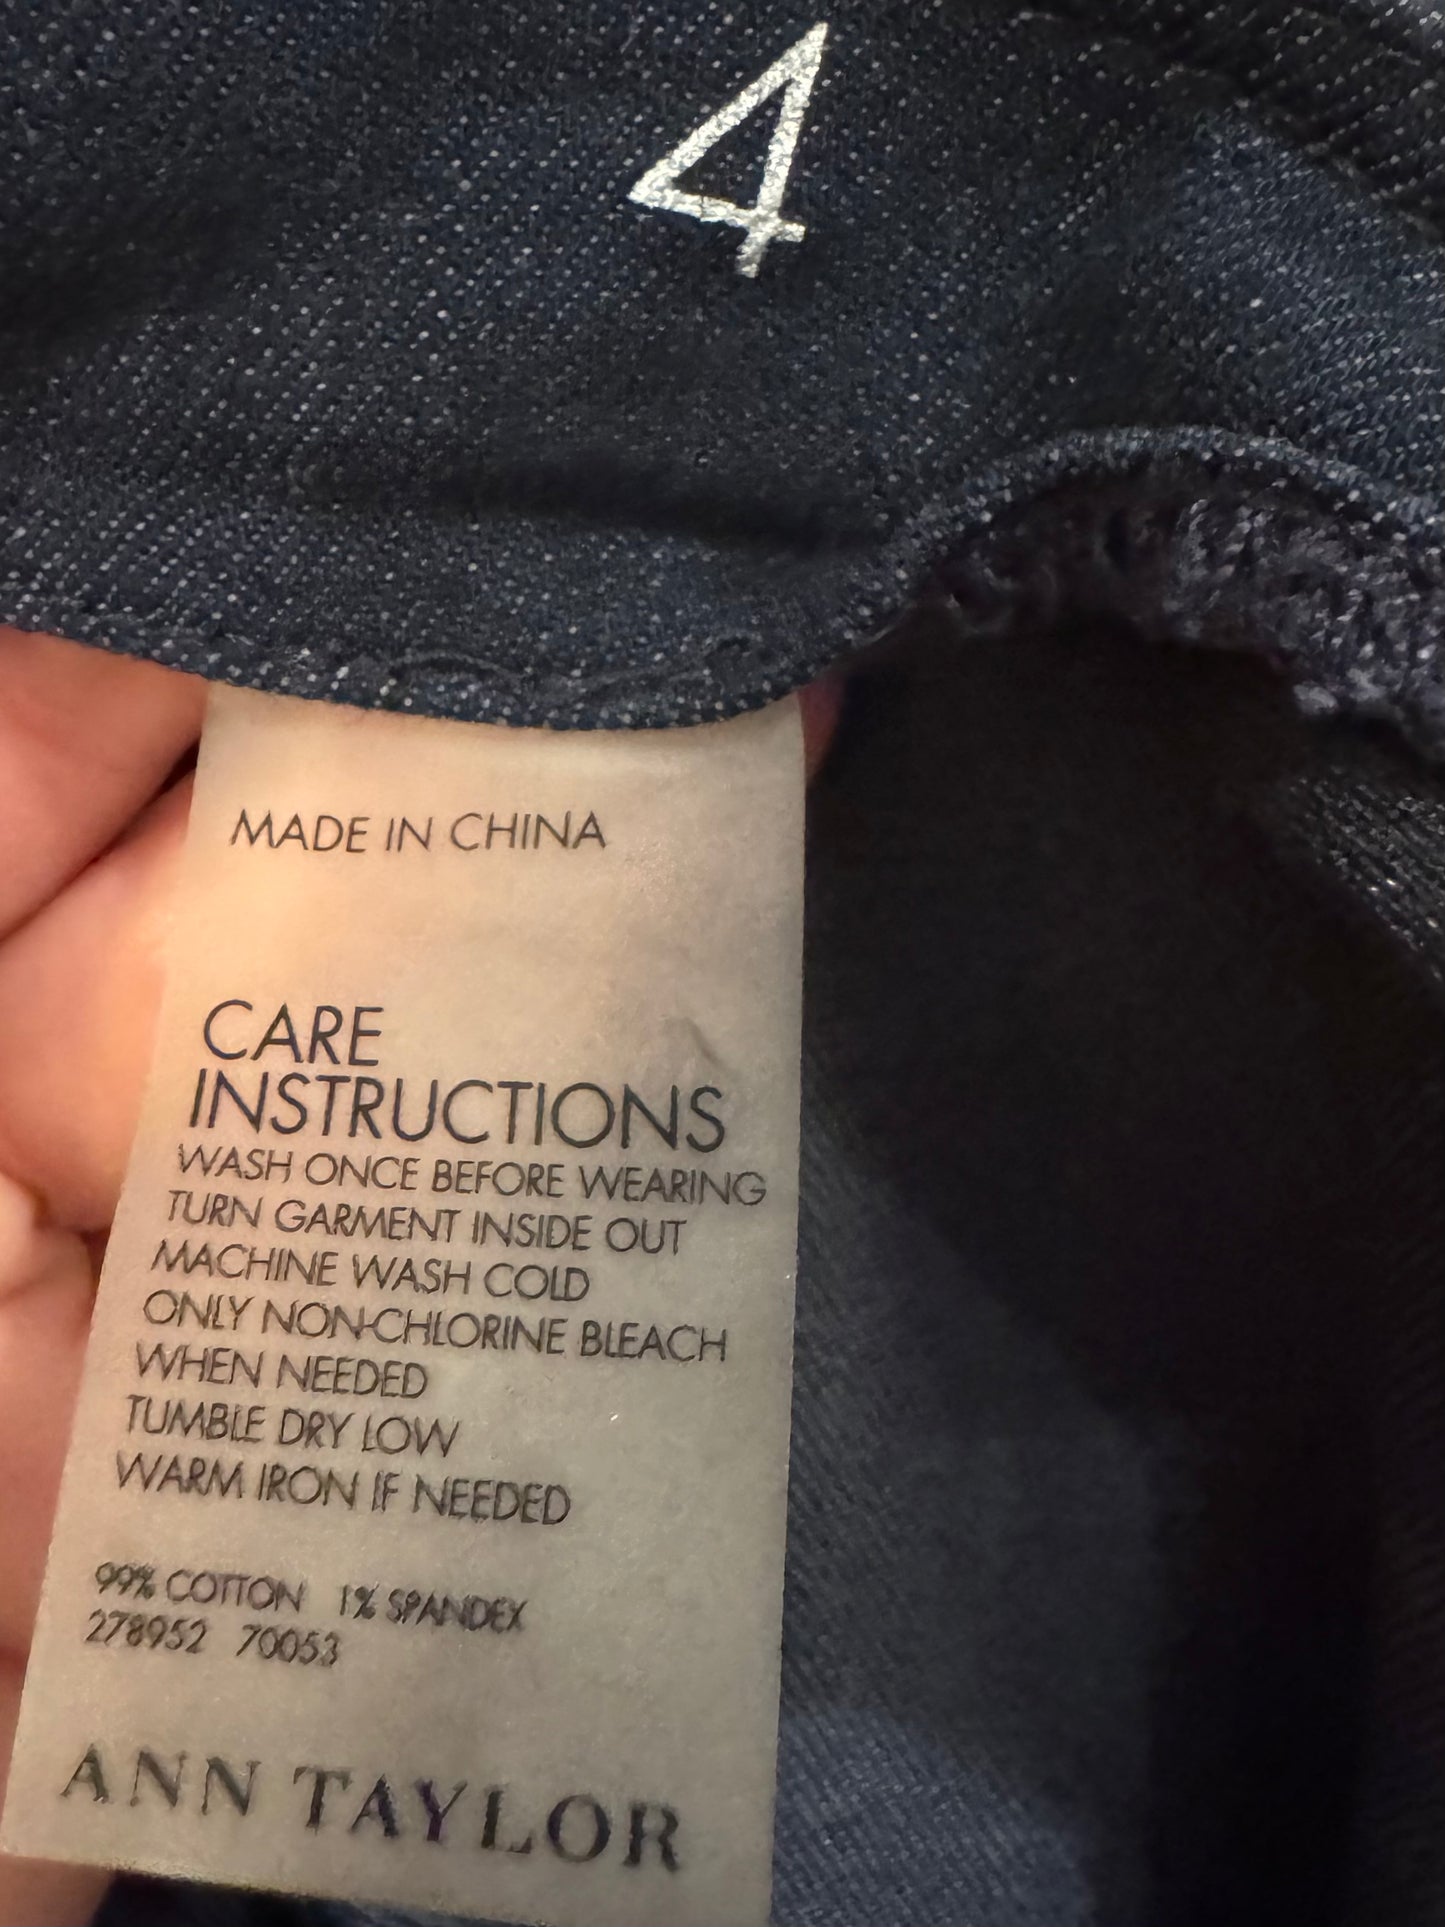 4
MADE IN CHINA
CARE
INSTRUCTIONS
WASH ONCE BEFORE WEARING
TURN GARMENT INSIDE OUT
MACHINE WASH COLD
ONLY NON-CHLORINE BLEACH
WHEN NEEDED
TUMBLE DRY LOW
WARM IRON IF NEEDED
99% COTTON 1% SPANDEX
278952 70053
ANN TAYLOR